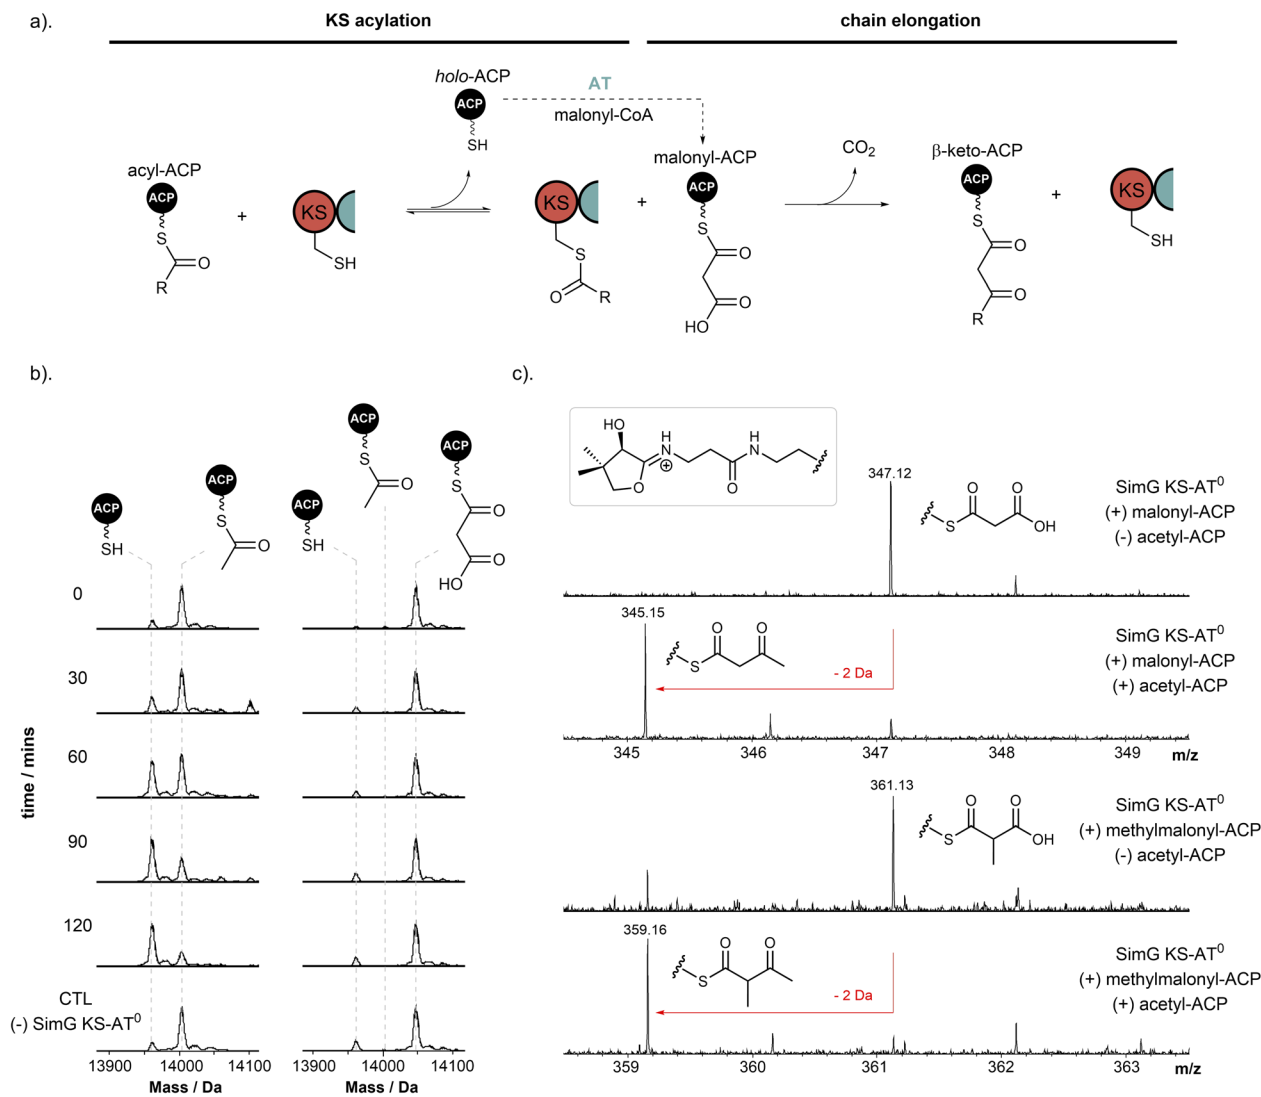 a).
KS acylation
chain elongation
holo-ACP
ACP
SH
AT
malonyl-CoA
acyl-ACP
ACP
S
O
R
+
KS
SH
KS
S
O
R
+
malonyl-ACP
ACP
S
O
O
HO
CO2
β-keto-ACP
ACP
S
O
O
R
+
KS
SH
b).
ACP
SH
ACP
S
O
ACP
SH
ACP
S
O
ACP
S
O
O
HO
time / mins
0
30
60
90
120
CTL
(-) SimG KS-AT0
13900 14000 14100
Mass / Da
13900 14000 14100
Mass / Da
c).
HO
H
N
⊕
O
O
H
N
347.12
S
O
O
OH
SimG KS-AT0
(+) malonyl-ACP
(-) acetyl-ACP
345.15
S
O
O
- 2 Da
SimG KS-AT0
(+) malonyl-ACP
(+) acetyl-ACP
345 346 347 348 349 m/z
361.13
S
O
O
OH
SimG KS-AT0
(+) methylmalonyl-ACP
(-) acetyl-ACP
359.16
S
O
O
- 2 Da
SimG KS-AT0
(+) methylmalonyl-ACP
(+) acetyl-ACP
359 360 361 362 363 m/z